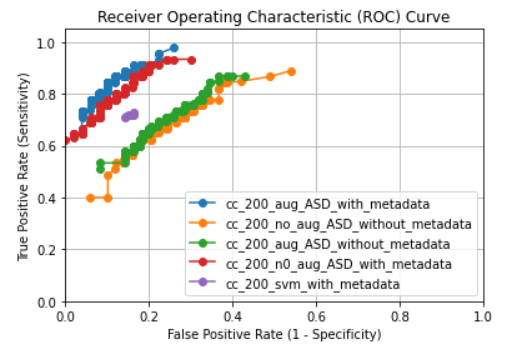 Receiver Operating Characteristic (ROC) Curve
True Positive Rate (Sensitivity)
1.0
0.8
0.6
0.4
0.2
0.0
cc_200_aug_ASD_with_metadata
cc_200_no_aug_ASD_without_metadata
cc_200_aug_ASD_without_metadata
cc_200_n0_aug_ASD_with_metadata
cc_200_svm_with_metadata
0.0 0.2 0.4 0.6 0.8 1.0
False Positive Rate (1 - Specificity)